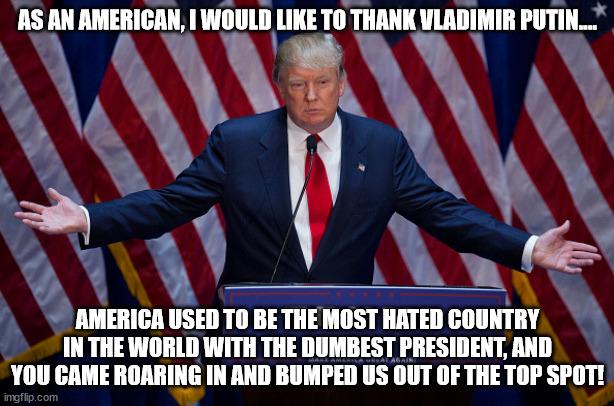 AS AN AMERICAN, I WOULD LIKE TO THANK VLADIMIR PUTIN....
AMERICA USED TO BE THE MOST HATED COUNTRY
IN THE WORLD WITH THE DUMBEST PRESIDENT, AND
YOU CAME ROARING IN AND BUMPED US OUT OF THE TOP SPOT!
imgflip.com